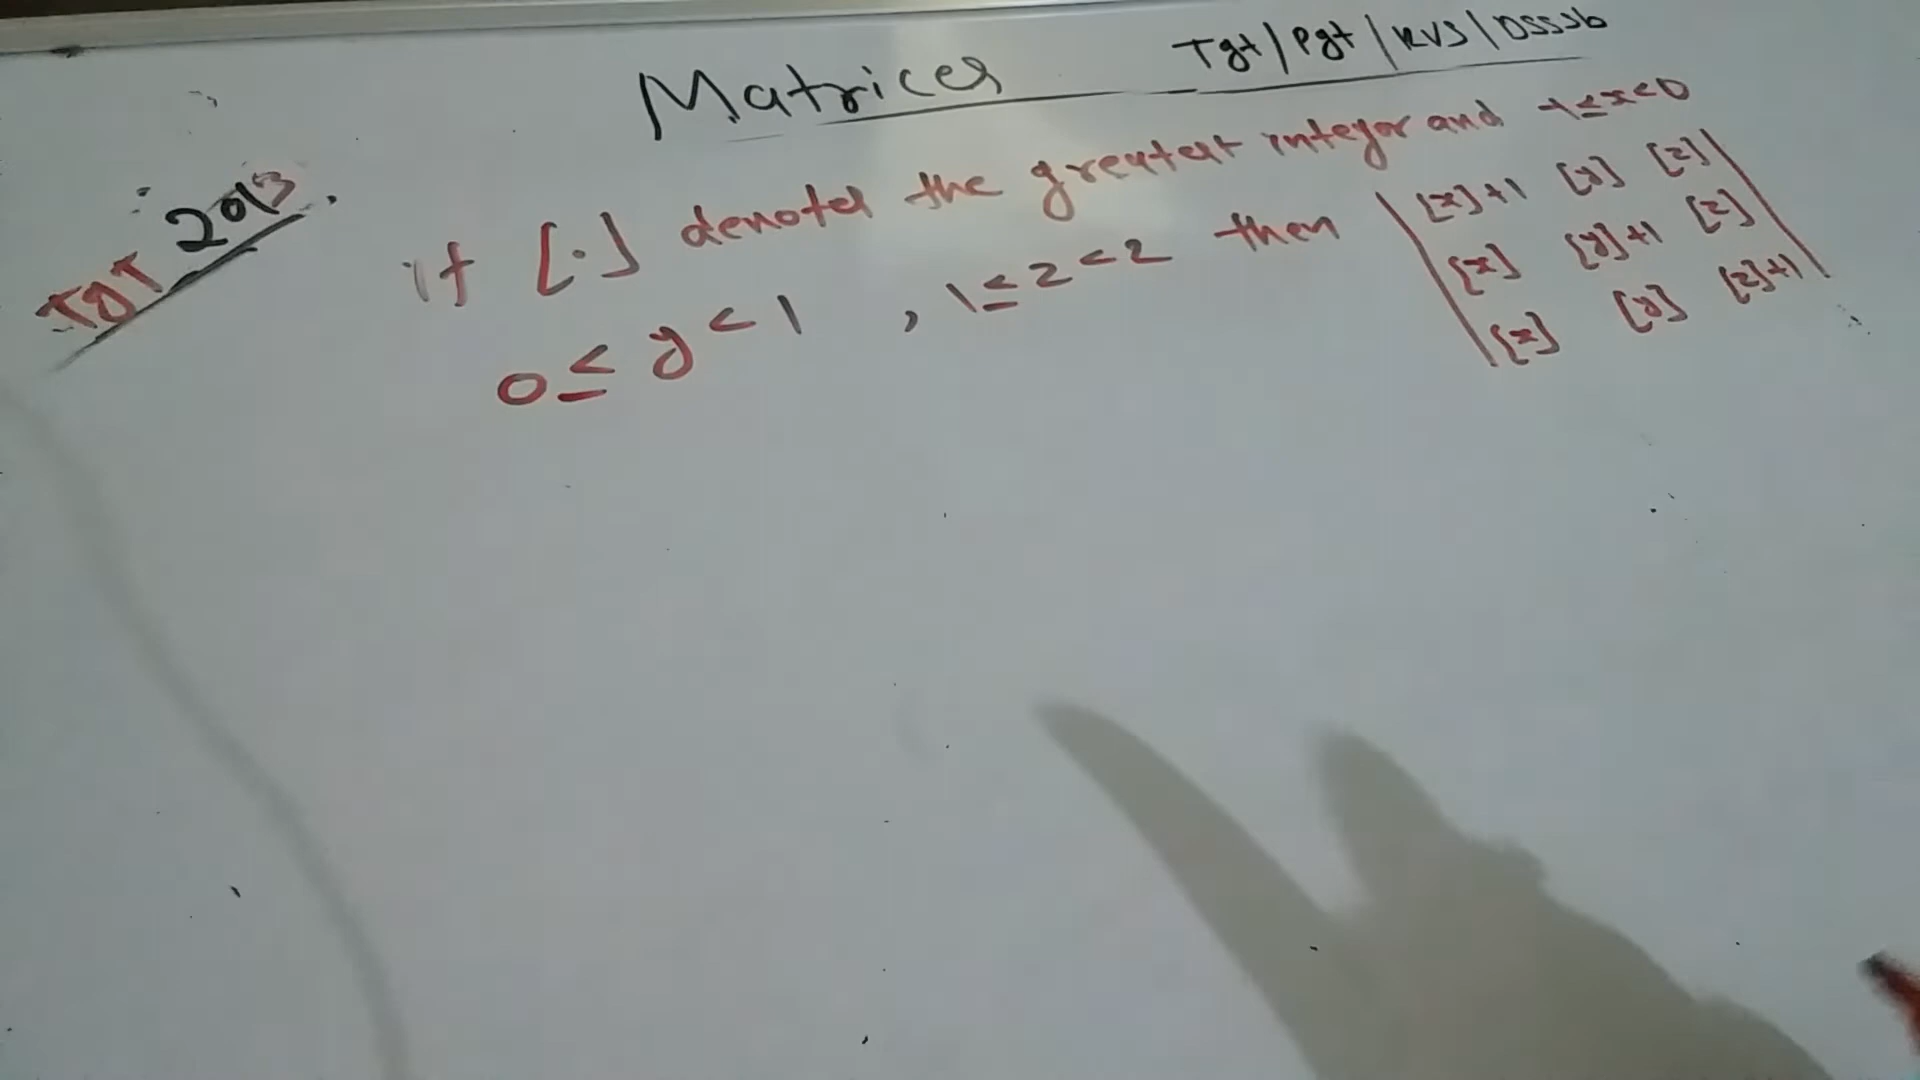 Matrices
Tgt/Pgt/KVS/DSSSb
TGT 2013
if [.] denotes the greatest integer and -1≤x<0
0≤y<1, 1≤z<2 then
[x]+1 [y] [z]
[x] [y]+1 [z]
[x] [y] [z]+1